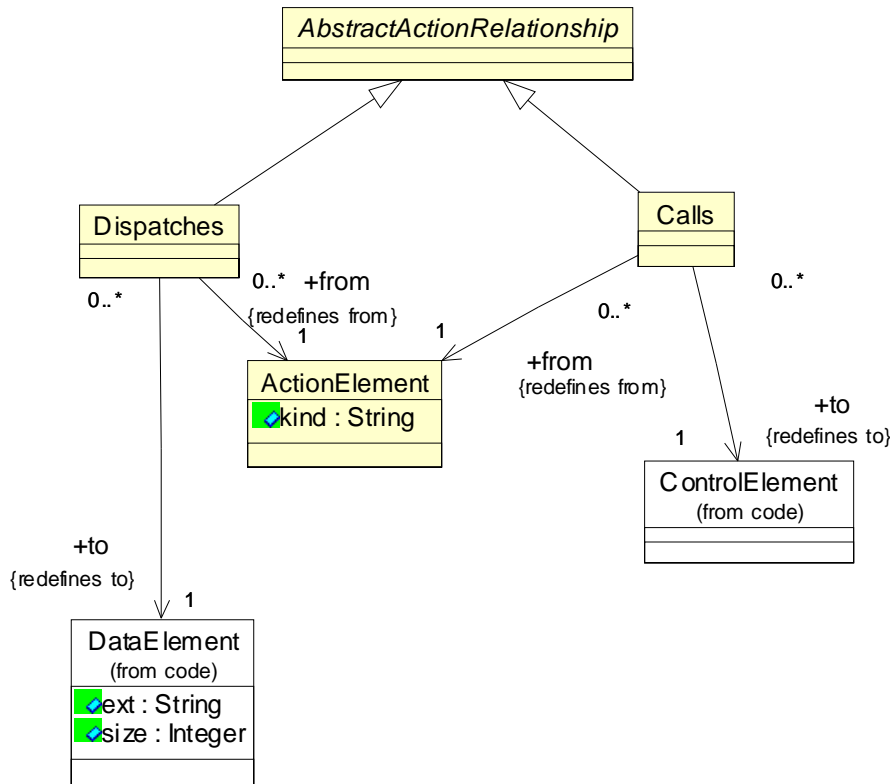 AbstractActionRelationship
Dispatches
Calls
0..*
0..*
+from
{redefines from}
1
0..*
0..*
1
+from
{redefines from}
ActionElement
kind : String
+to
{redefines to}
1
ControlElement
(from code)
+to
{redefines to}
1
DataElement
(from code)
ext : String
size : Integer